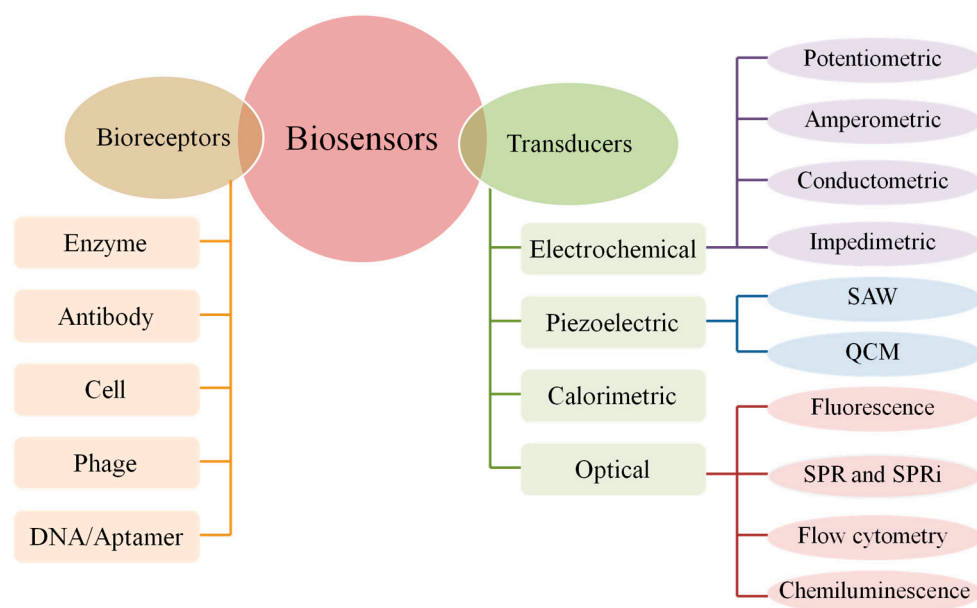 Biosensors
Bioreceptors
Enzyme
Antibody
Cell
Phage
DNA/Aptamer
Transducers
Electrochemical
Potentiometric
Amperometric
Conductometric
Impedimetric
Piezoelectric
SAW
QCM
Calorimetric
Optical
Fluorescence
SPR and SPRi
Flow cytometry
Chemiluminescence